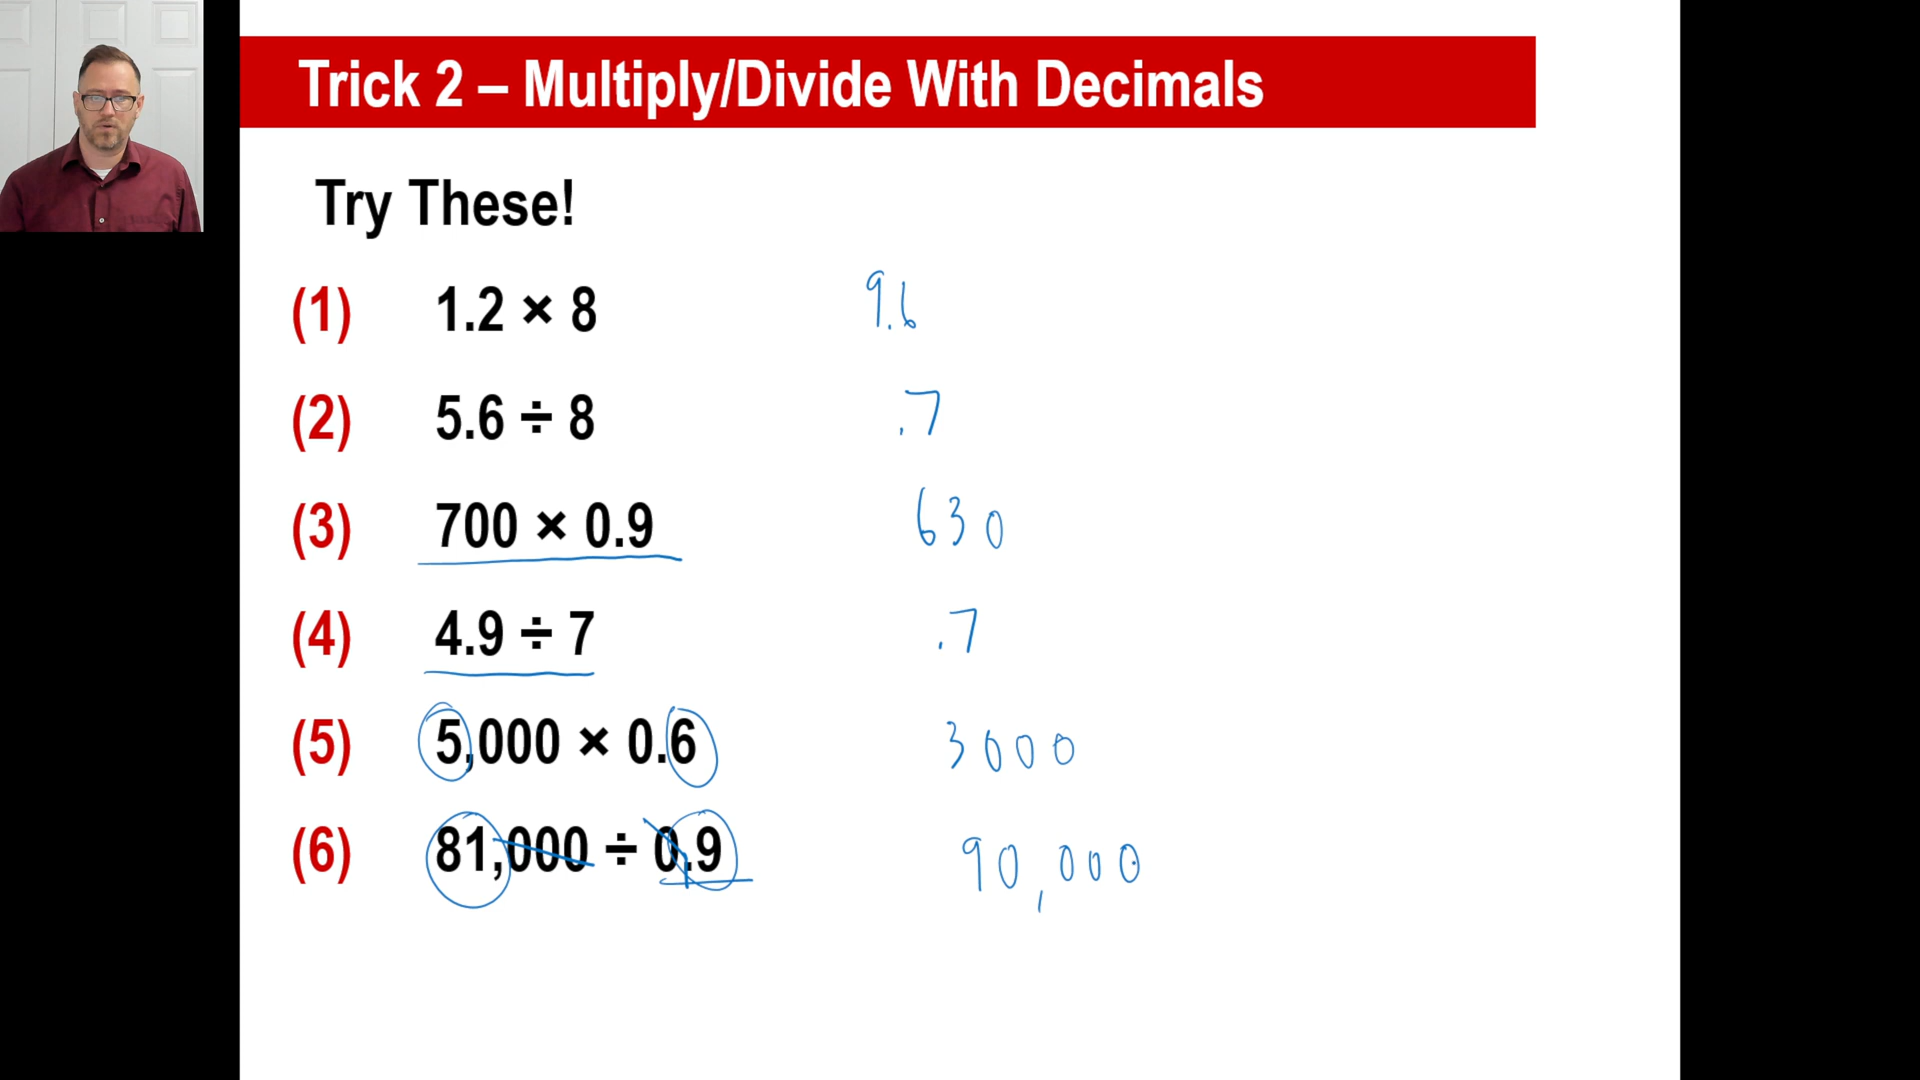 Trick 2 – Multiply/Divide With Decimals
Try These!
(1) 1.2 × 8 9.6
(2) 5.6 ÷ 8 .7
(3) 700 × 0.9 630
(4) 4.9 ÷ 7 .7
(5) 5,000 × 0.6 3000
(6) 81,000 ÷ 0.9 90,000